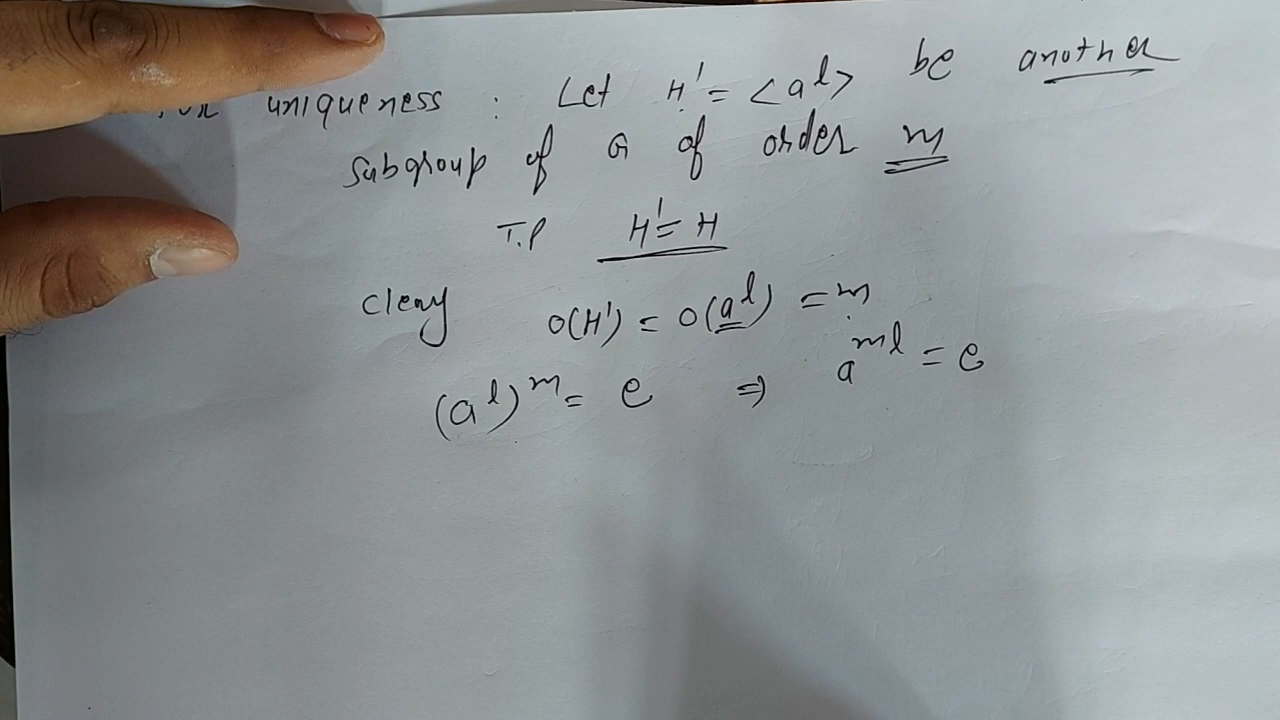 uniqueness : Let H' = <a^l> be another
subgroup of G of order m
T.P H' = H
Clearly O(H') = O(a^l) = m
(a^l)^m = e ⇒ a^{ml} = e